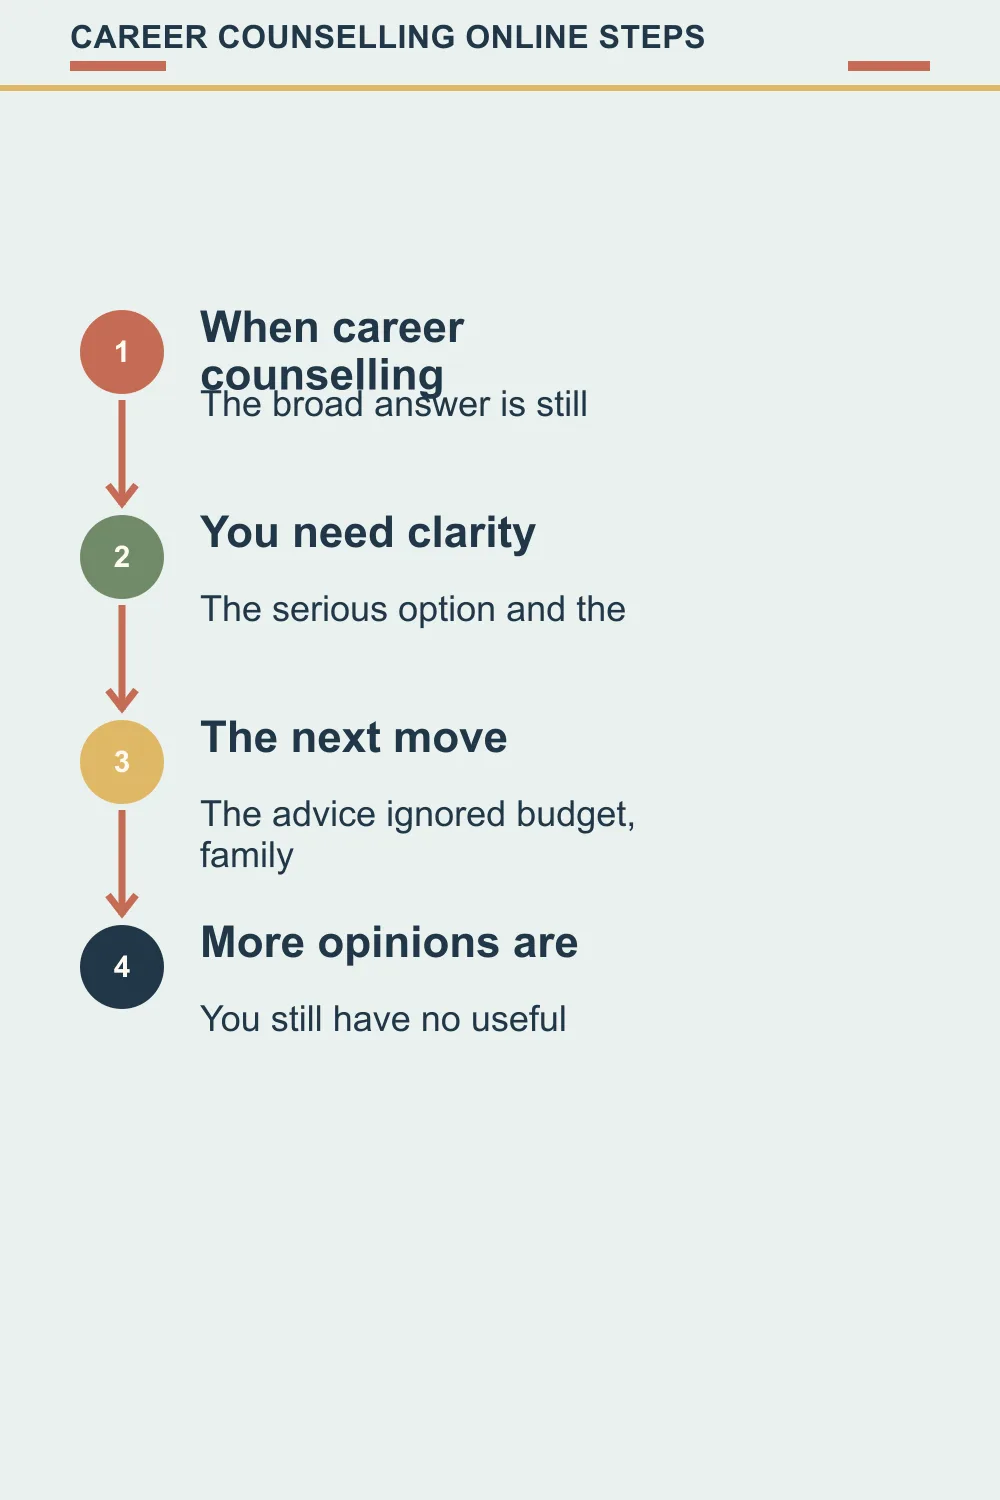 CAREER COUNSELLING ONLINE STEPS
1
When career
counselling
The broad answer is still
2
You need clarity
The serious option and the
3
The next move
The advice ignored budget,
family
4
More opinions are
You still have no useful